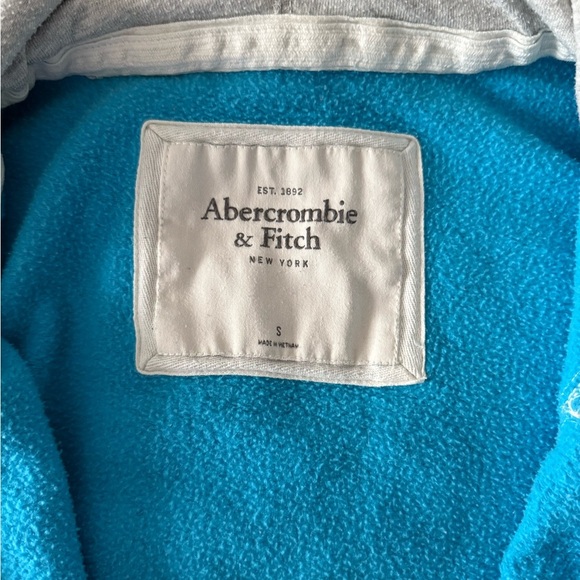 EST. 1892
Abercrombie
& Fitch
NEW YORK
S
MADE IN VIETNAM